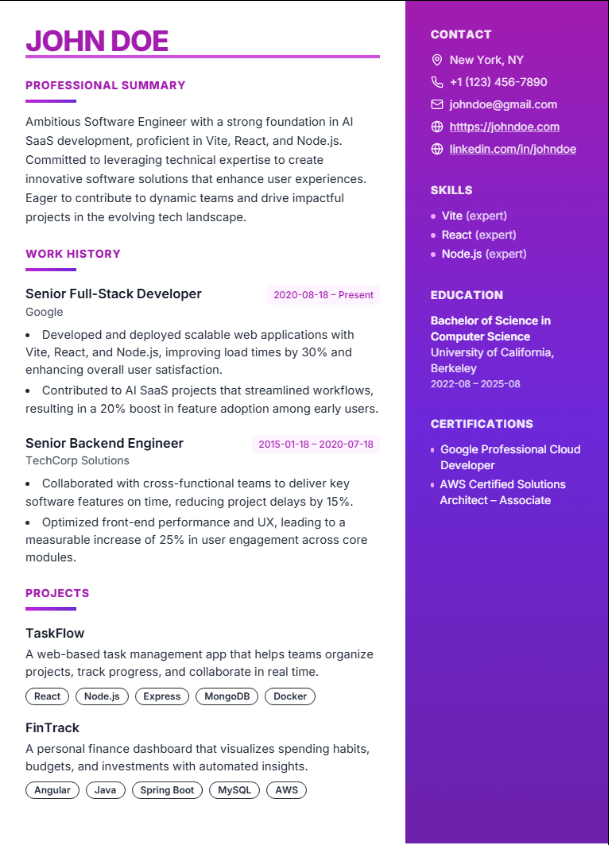 JOHN DOE
PROFESSIONAL SUMMARY
Ambitious Software Engineer with a strong foundation in AI
SaaS development, proficient in Vite, React, and Node.js.
Committed to leveraging technical expertise to create
innovative software solutions that enhance user experiences.
Eager to contribute to dynamic teams and drive impactful
projects in the evolving tech landscape.
WORK HISTORY
Senior Full-Stack Developer 2020-08-18 – Present
Google
• Developed and deployed scalable web applications with
Vite, React, and Node.js, improving load times by 30% and
enhancing overall user satisfaction.
• Contributed to AI SaaS projects that streamlined workflows,
resulting in a 20% boost in feature adoption among early users.
Senior Backend Engineer 2015-01-18 – 2020-07-18
TechCorp Solutions
• Collaborated with cross-functional teams to deliver key
software features on time, reducing project delays by 15%.
• Optimized front-end performance and UX, leading to a
measurable increase of 25% in user engagement across core
modules.
PROJECTS
TaskFlow
A web-based task management app that helps teams organize
projects, track progress, and collaborate in real time.
React Node.js Express MongoDB Docker
FinTrack
A personal finance dashboard that visualizes spending habits,
budgets, and investments with automated insights.
Angular Java Spring Boot MySQL AWS
CONTACT
New York, NY
+1 (123) 456-7890
johndoe@gmail.com
htttps://johndoe.com
linkedin.com/in/johndoe
SKILLS
• Vite (expert)
• React (expert)
• Node.js (expert)
EDUCATION
Bachelor of Science in
Computer Science
University of California,
Berkeley
2022-08 – 2025-08
CERTIFICATIONS
• Google Professional Cloud
Developer
• AWS Certified Solutions
Architect – Associate